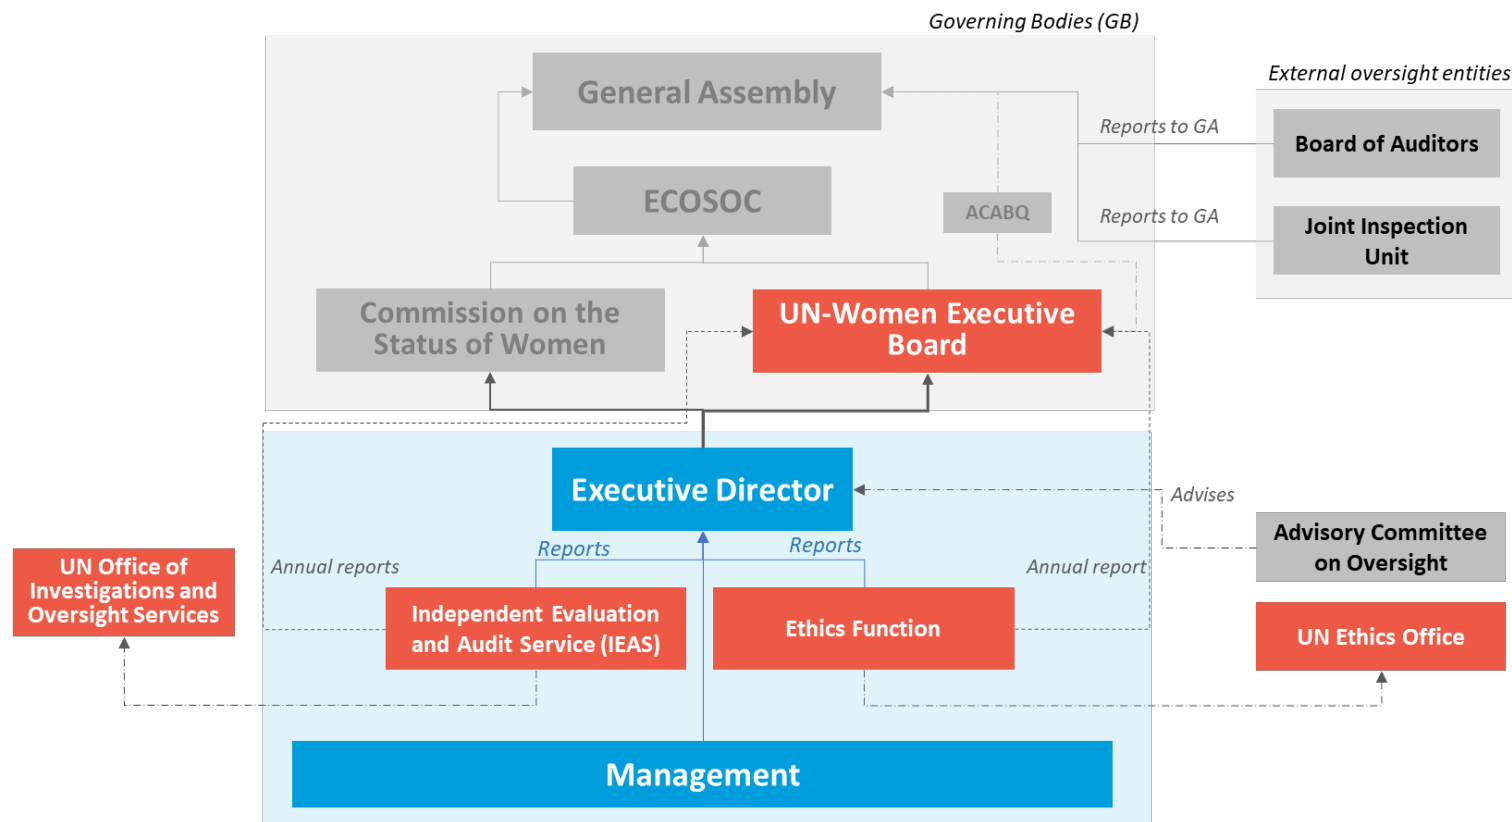 Governing Bodies (GB)
General Assembly
External oversight entities
Reports to GA
Board of Auditors
ECOSOC
ACABQ
Reports to GA
Joint Inspection
Unit
Commission on the
Status of Women
UN-Women Executive
Board
Executive Director
Advises
Reports
Reports
Advisory Committee
on Oversight
UN Office of
Investigations and
Oversight Services
Annual reports
Annual report
Independent Evaluation
and Audit Service (IEAS)
Ethics Function
UN Ethics Office
Management